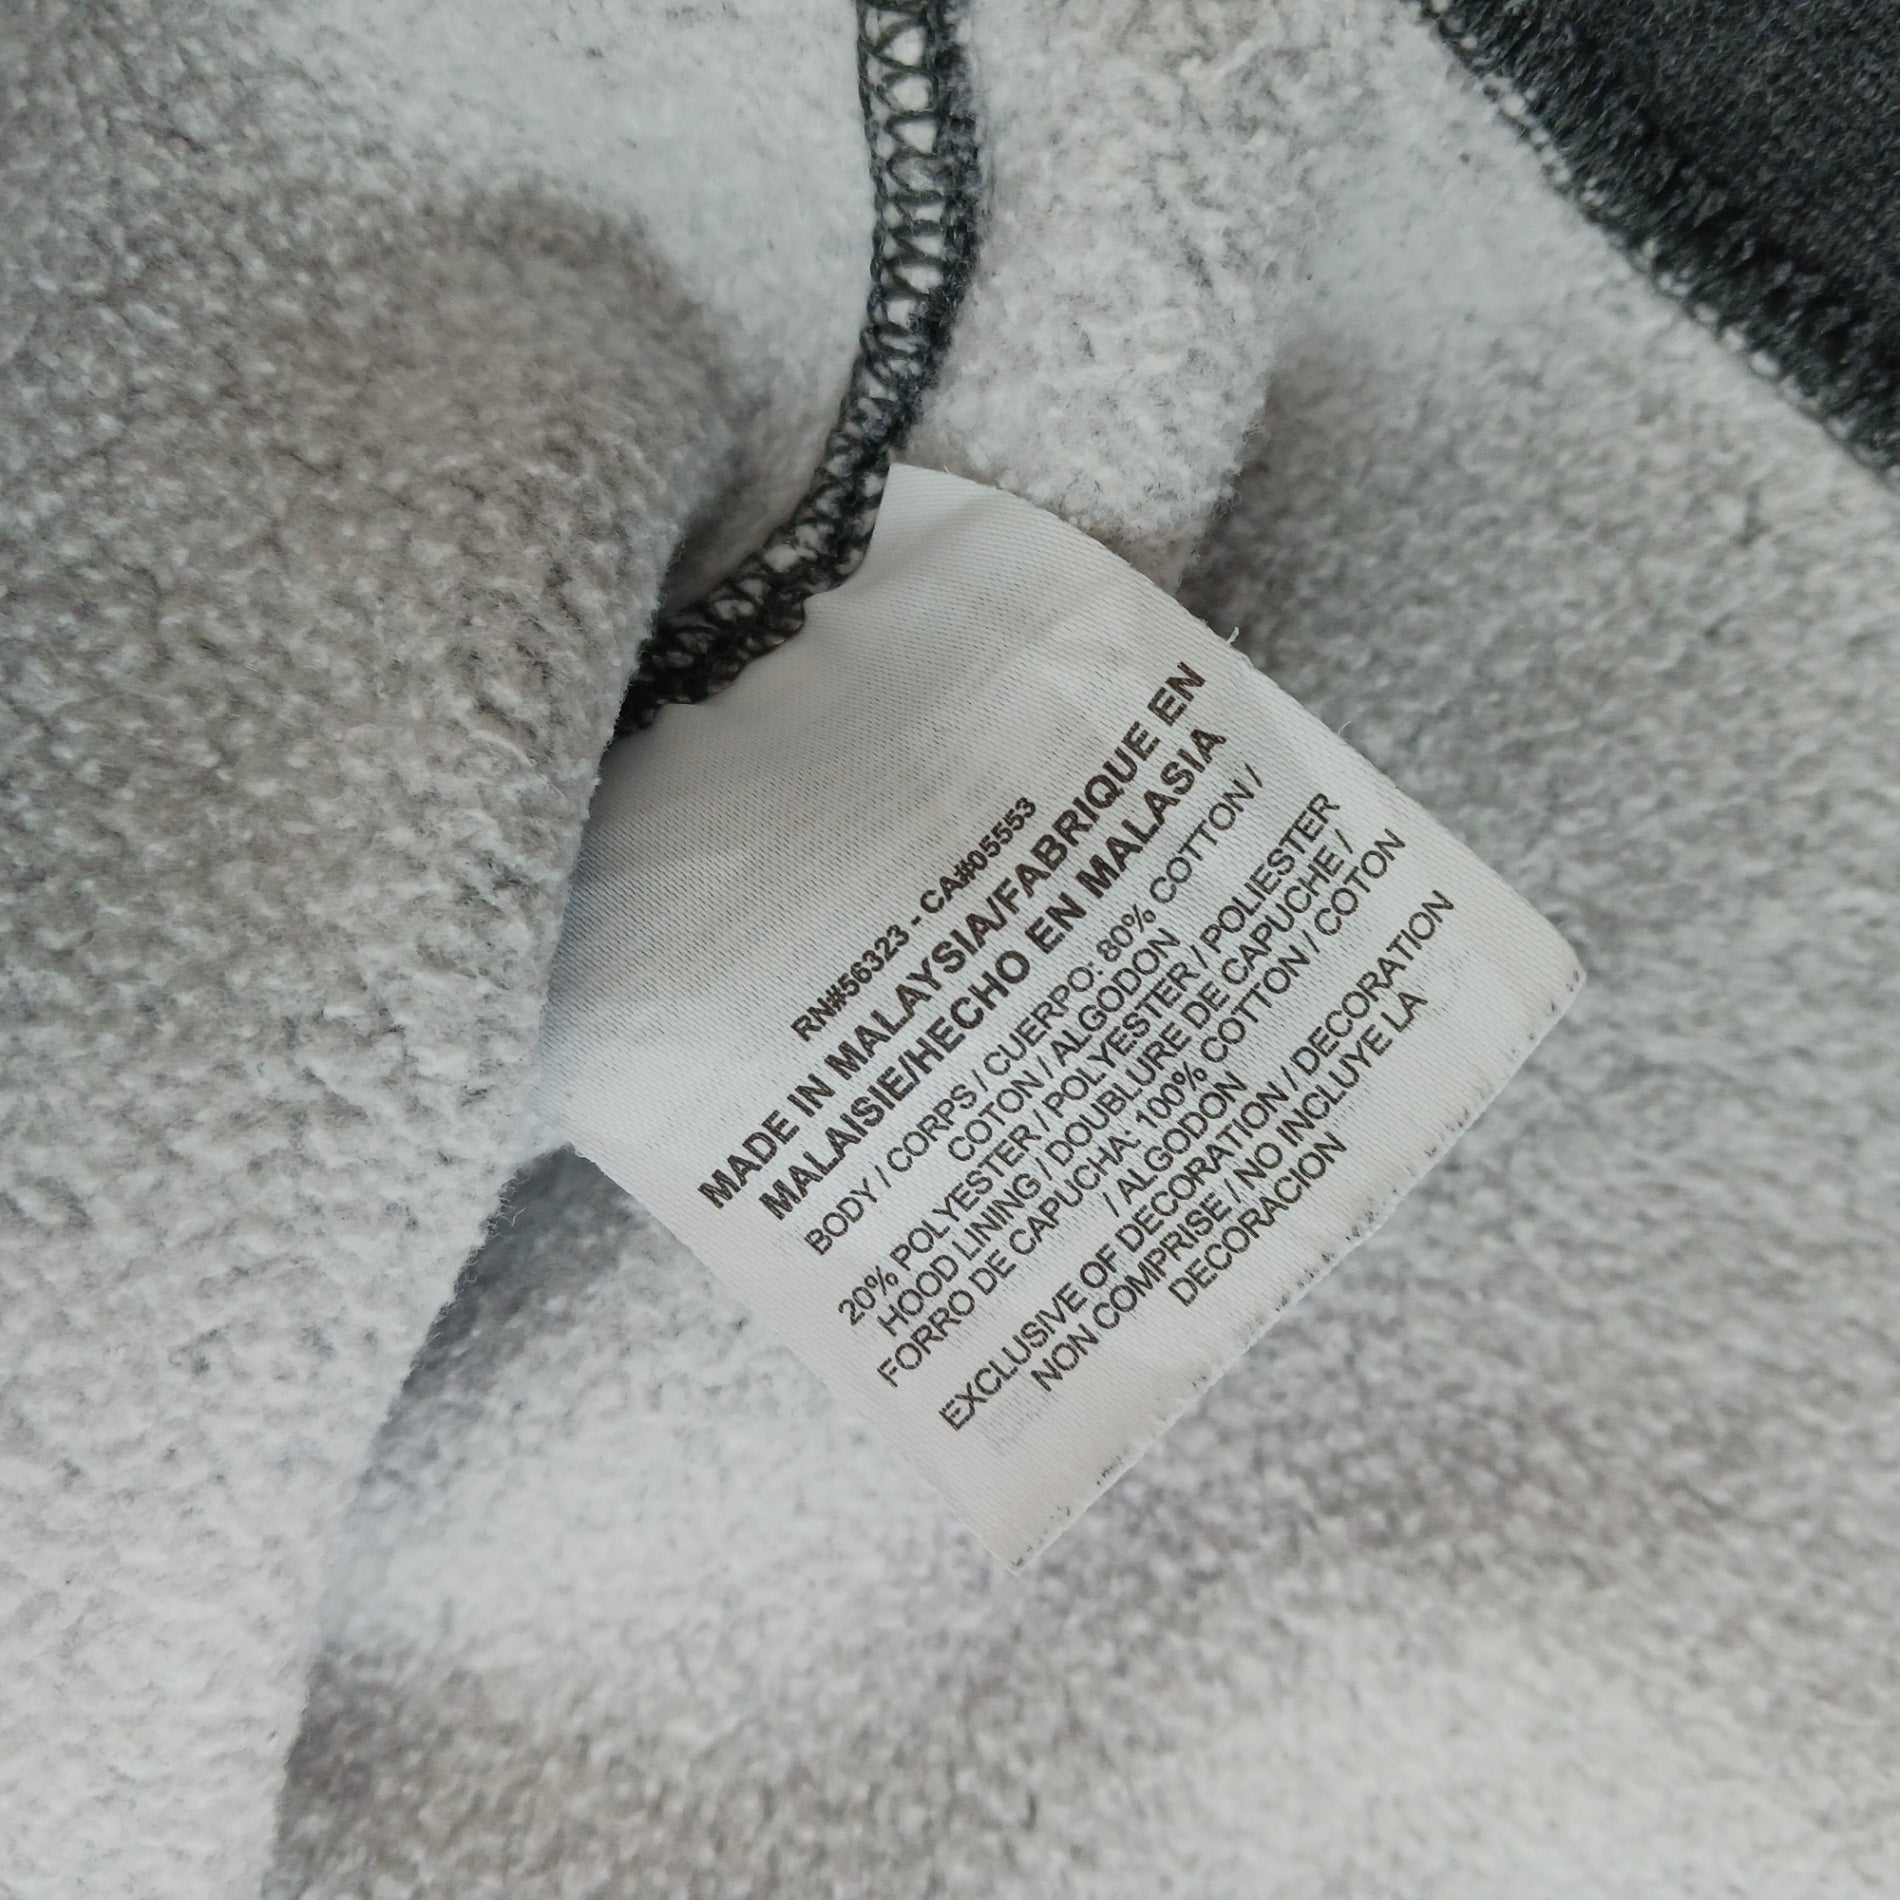 RN#56323 - CA#05553
MADE IN MALAYSIA/FABRIQUE EN
MALAISIE/HECHO EN MALASIA
BODY / CORPS / CUERPO: 80% COTTON /
COTON / ALGODON
20% POLYESTER / POLYESTER / POLIESTER
HOOD LINING / DOUBLURE DE CAPUCHE /
FORRO DE CAPUCHA: 100% COTTON / COTON
/ ALGODON
EXCLUSIVE OF DECORATION / DECORATION
NON COMPRISE / NO INCLUYE LA
DECORACION